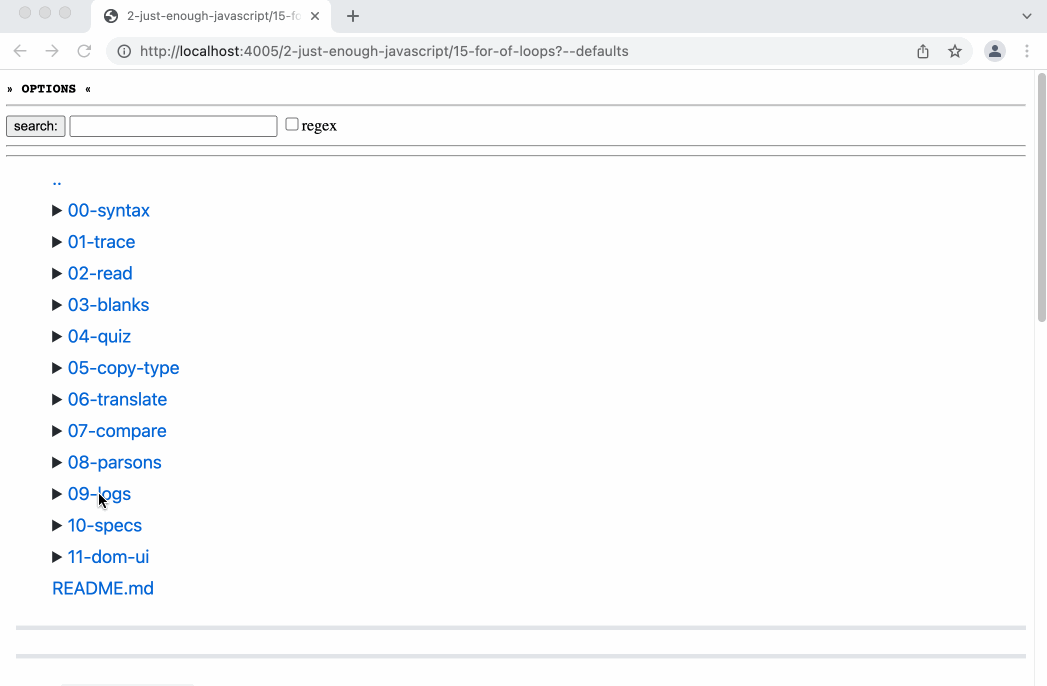 2-just-enough-javascript/15-fo
http://localhost:4005/2-just-enough-javascript/15-for-of-loops?--defaults
» OPTIONS «
search: regex
..
00-syntax
01-trace
02-read
03-blanks
04-quiz
05-copy-type
06-translate
07-compare
08-parsons
09-logs
10-specs
11-dom-ui
README.md